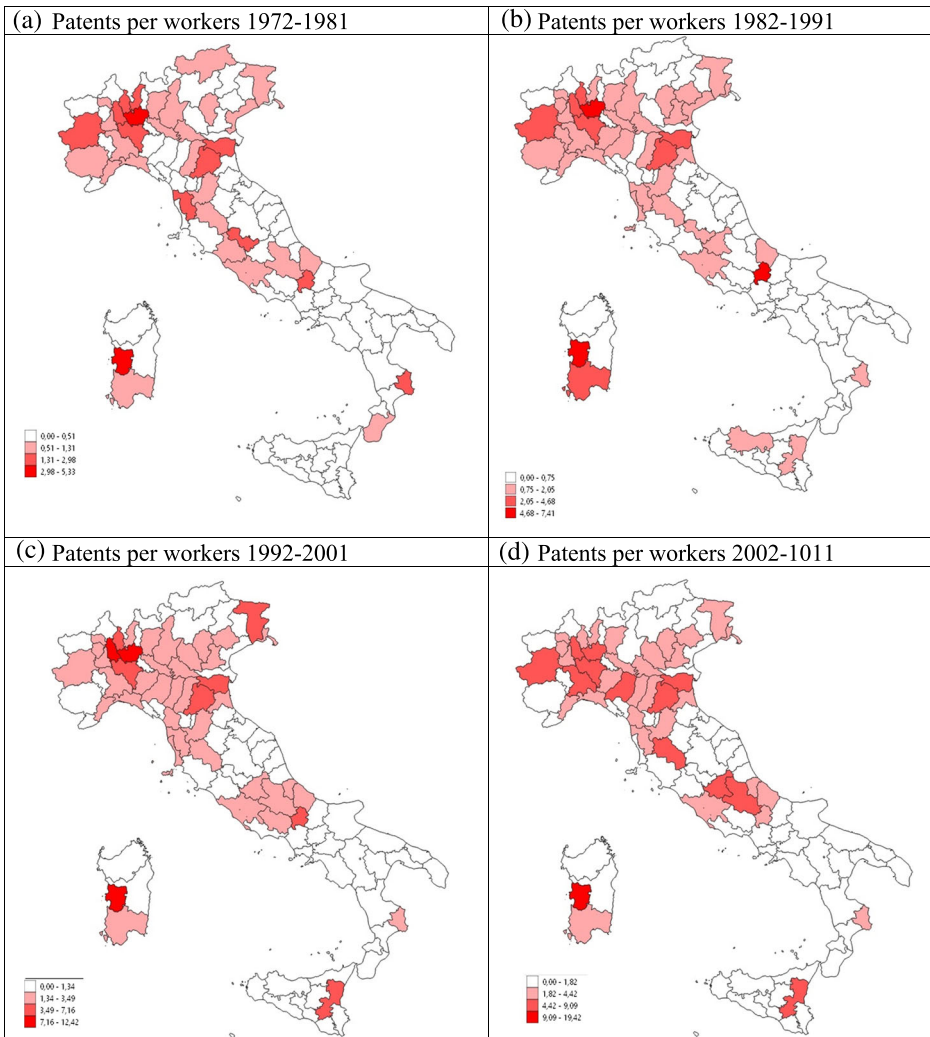 (a) Patents per workers 1972-1981
(b) Patents per workers 1982-1991
0,00 - 0,51
0,51 - 1,31
1,31 - 2,98
2,98 - 5,33
0,00 - 0,75
0,75 - 2,05
2,05 - 4,68
4,68 - 7,41
(c) Patents per workers 1992-2001
(d) Patents per workers 2002-1011
0,00 - 1,34
1,34 - 3,49
3,49 - 7,16
7,16 - 12,42
0,00 - 1,82
1,82 - 4,42
4,42 - 9,09
9,09 - 19,42